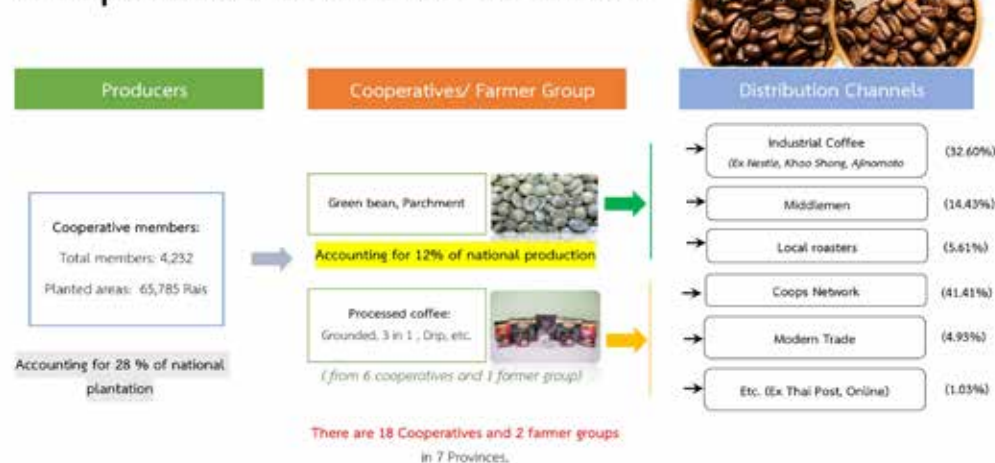 Producers
Cooperatives/ Farmer Group
Distribution Channels
Cooperative members:
Total members: 4,232
Planted areas: 65,785 Rais
Accounting for 28 % of national
plantation
Green bean, Parchment
Accounting for 12% of national production
Processed coffee:
Grounded, 3 in 1 , Drip, etc.
( from 6 cooperatives and 1 farmer group)
There are 18 Cooperatives and 2 farmer groups
in 7 Provinces.
Industrial Coffee
(Ex Nestle, Khao Shong, Ajinomoto
(32.60%)
Middlemen
(14.43%)
Local roasters
(5.61%)
Coops Network
(41.41%)
Modern Trade
(4.93%)
Etc. (Ex Thai Post, Online)
(1.03%)